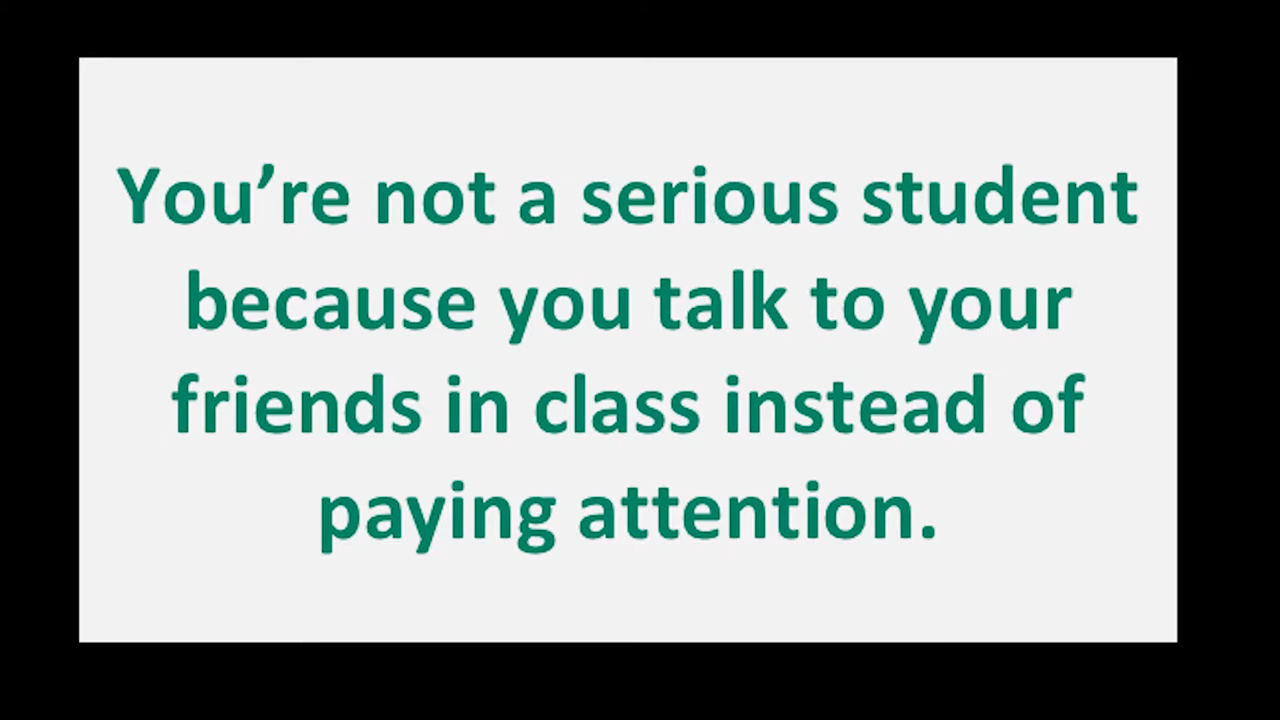 You’re not a serious student
because you talk to your
friends in class instead of
paying attention.